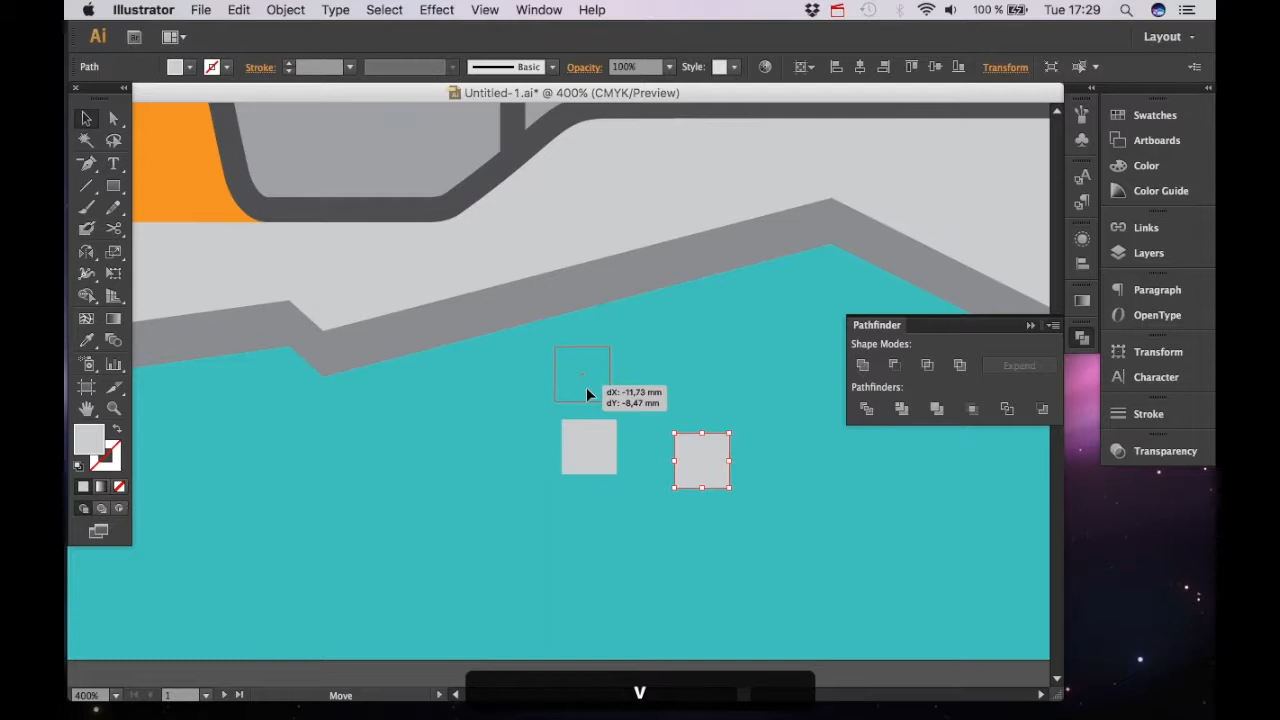 Illustrator File Edit Object Type Select Effect View Window Help 100 % Tue 17:29
Ai Br Layout
Path Stroke: Basic Opacity: 100% Style: Transform
Untitled-1.ai* @ 400% (CMYK/Preview)
Swatches
Artboards
Color
Color Guide
Links
Layers
Paragraph
OpenType
Transform
Character
Stroke
Transparency
Pathfinder
Shape Modes:
Expand
Pathfinders:
dX: -11,73 mm
dY: -8,47 mm
400% 1 Move
v